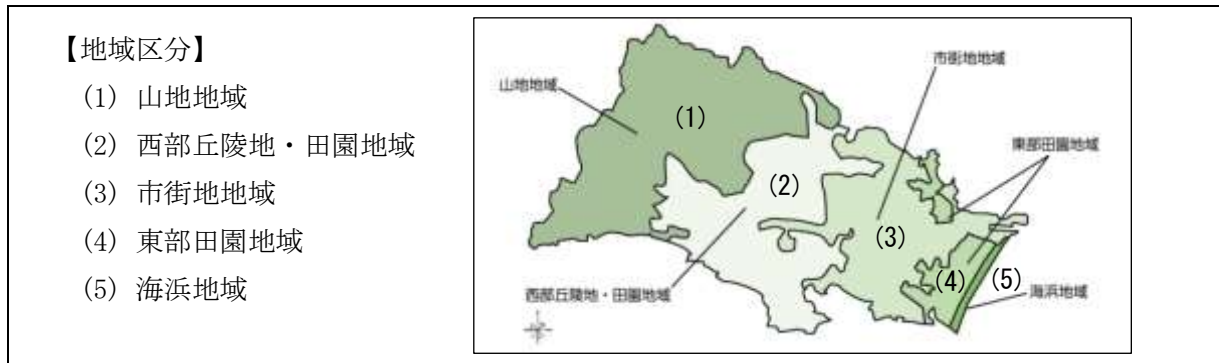 【地域区分】
(1) 山地地域
(2) 西部丘陵地・田園地域
(3) 市街地地域
(4) 東部田園地域
(5) 海浜地域
市街地地域
山地地域
(1)
東部田園地域
(2)
(3)
(4)
(5)
西部丘陵地・田園地域
海浜地域